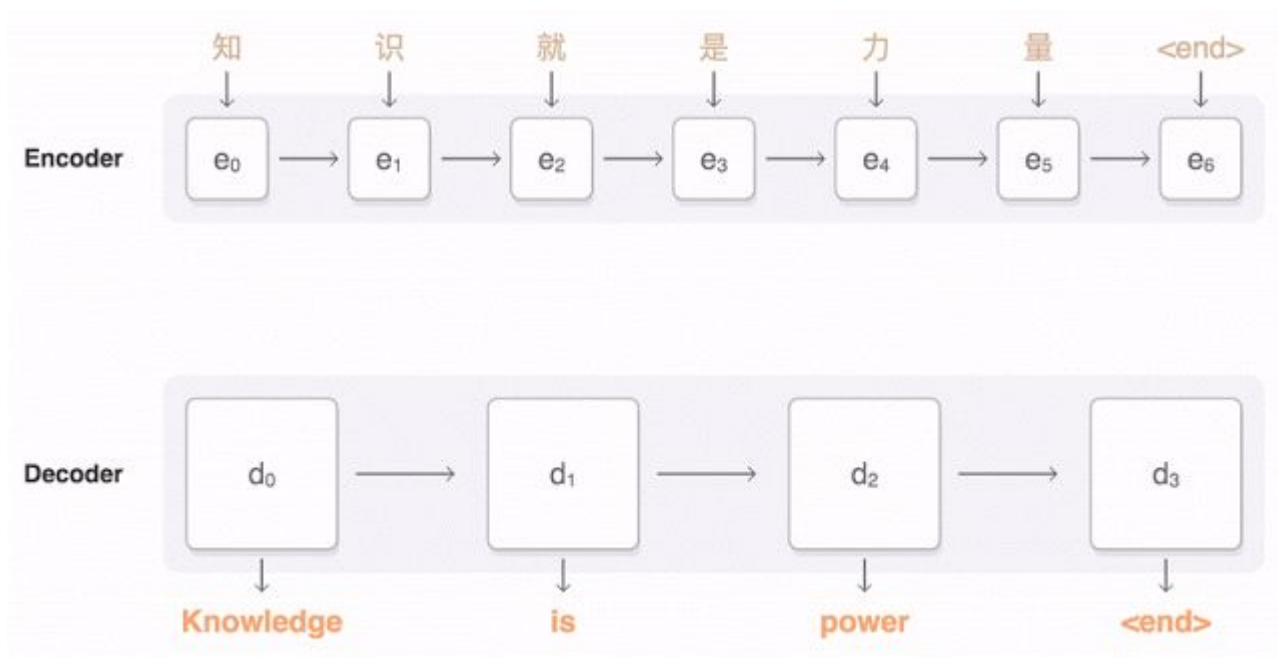 知 识 就 是 力 量 <end>
Encoder e₀ e₁ e₂ e₃ e₄ e₅ e₆
Decoder d₀ d₁ d₂ d₃
Knowledge is power <end>